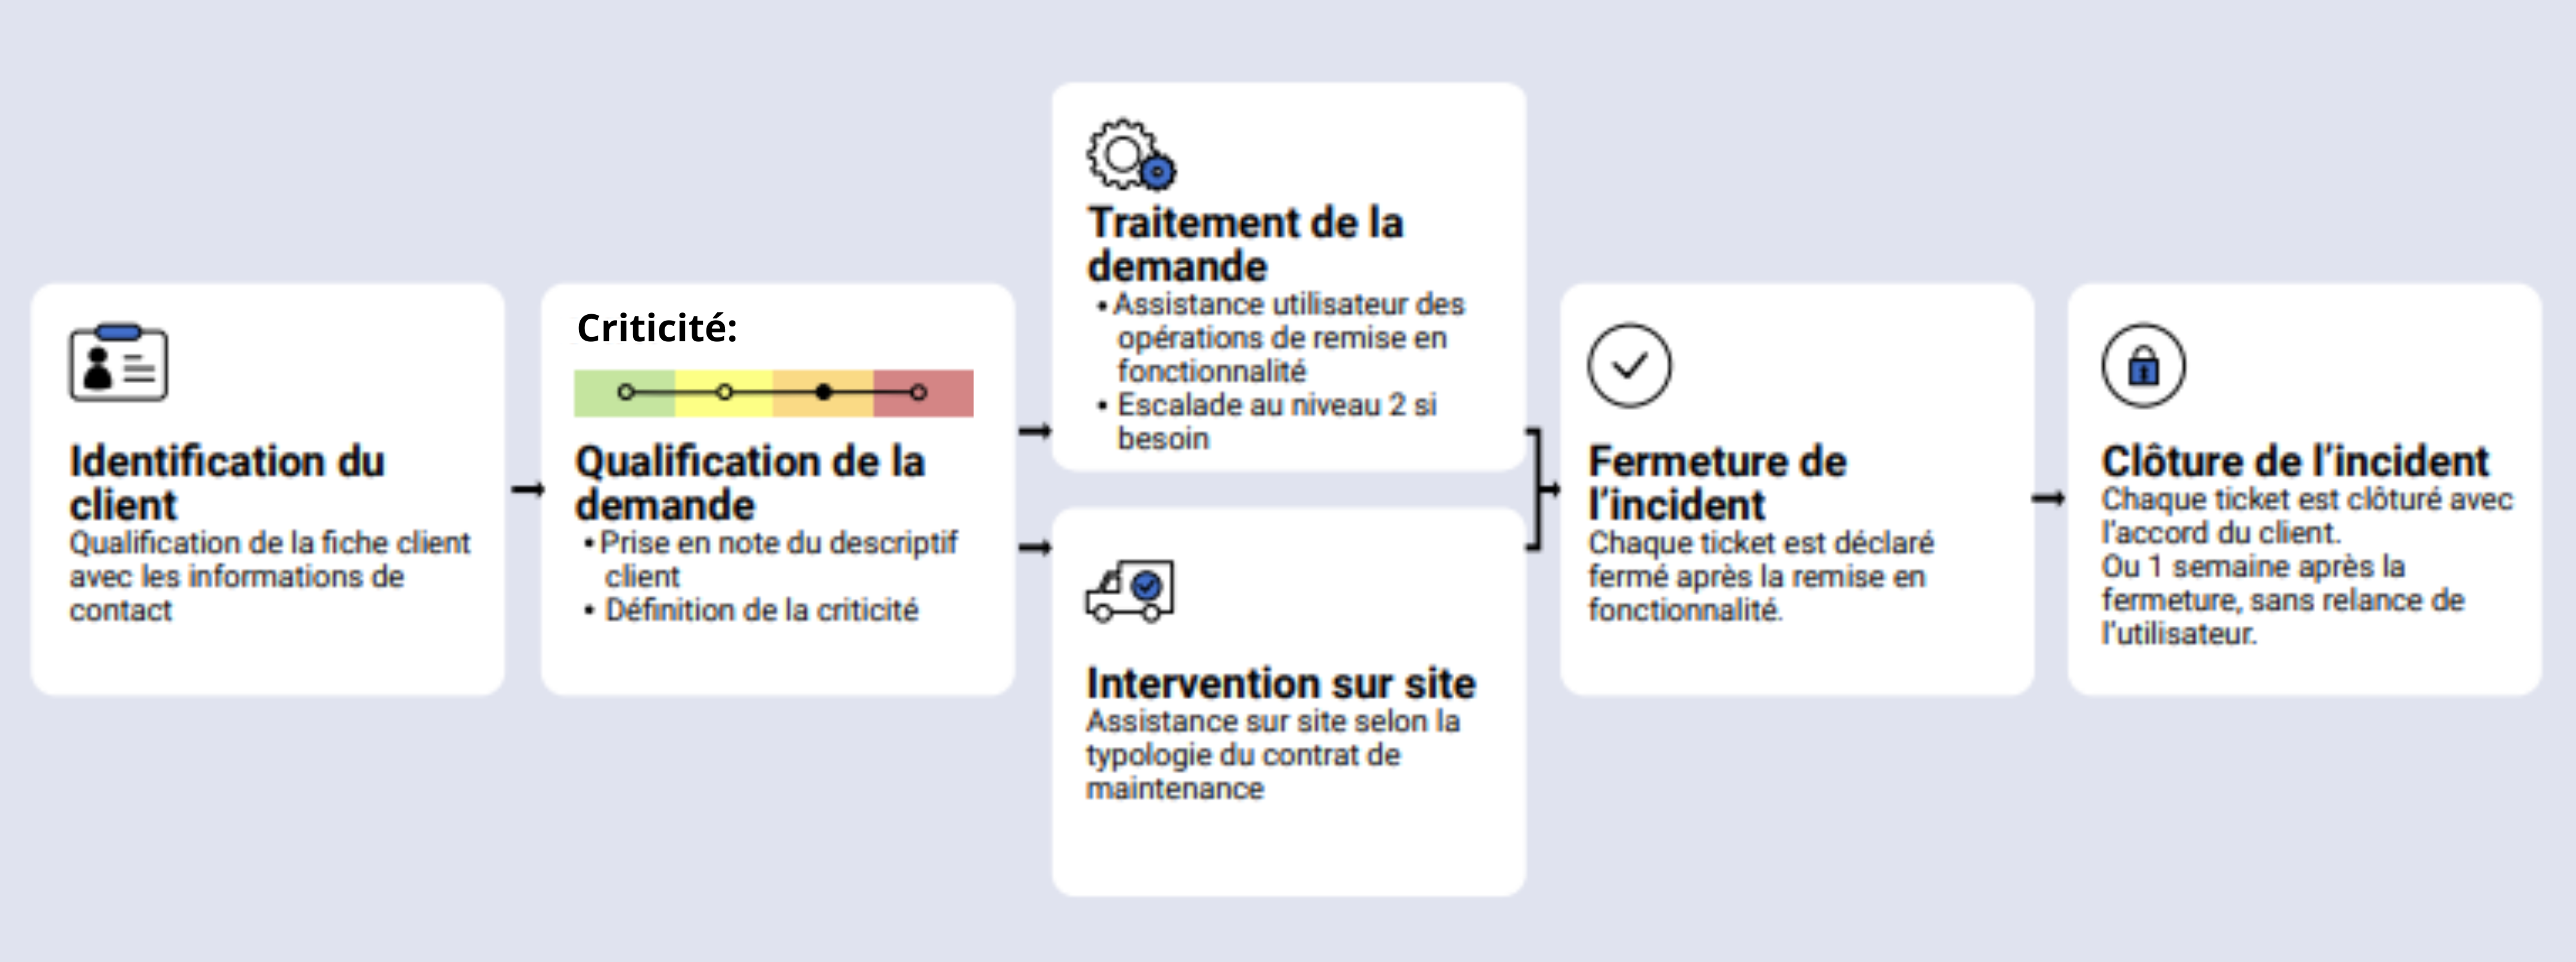 Identification du
client
Qualification de la fiche client
avec les informations de
contact
Criticité:
Qualification de la
demande
• Prise en note du descriptif
client
• Définition de la criticité
Traitement de la
demande
• Assistance utilisateur des
opérations de remise en
fonctionnalité
• Escalade au niveau 2 si
besoin
Intervention sur site
Assistance sur site selon la
typologie du contrat de
maintenance
Fermeture de
l'incident
Chaque ticket est déclaré
fermé après la remise en
fonctionnalité.
Clôture de l'incident
Chaque ticket est clôturé avec
l'accord du client.
Ou 1 semaine après la
fermeture, sans relance de
l'utilisateur.